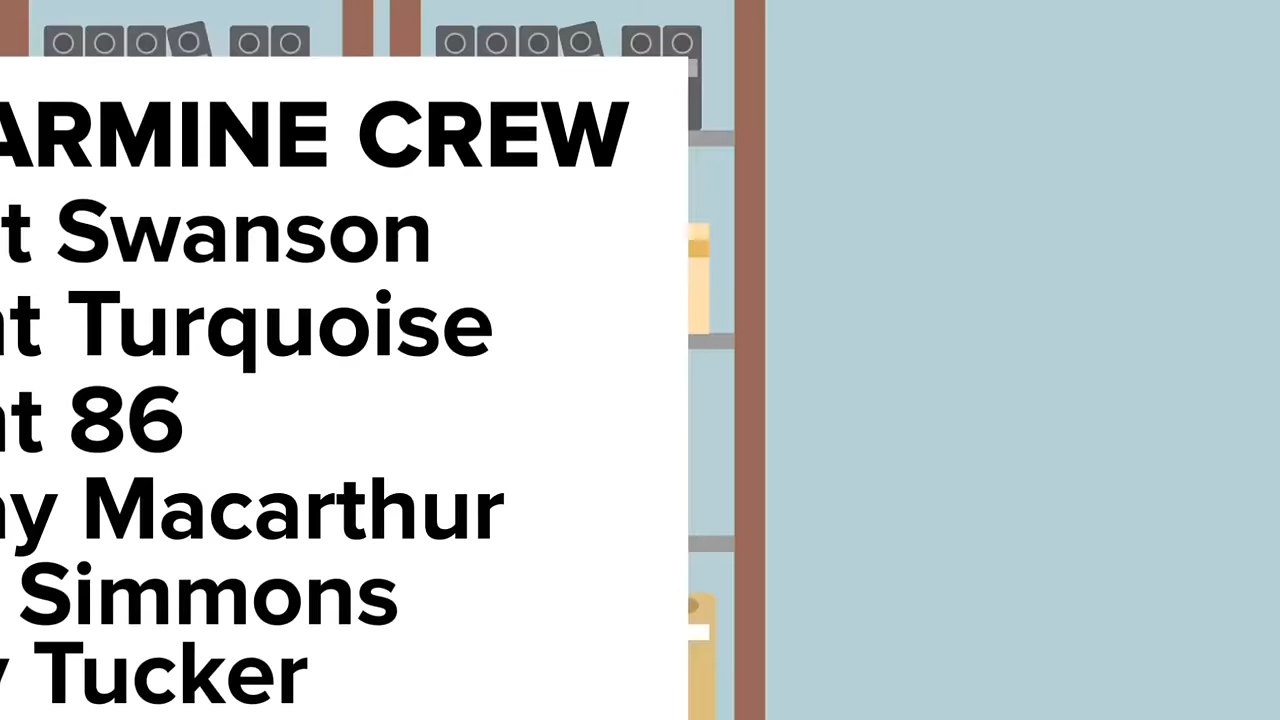 ARMINE CREW
t Swanson
nt Turquoise
nt 86
ny Macarthur
Simmons
y Tucker